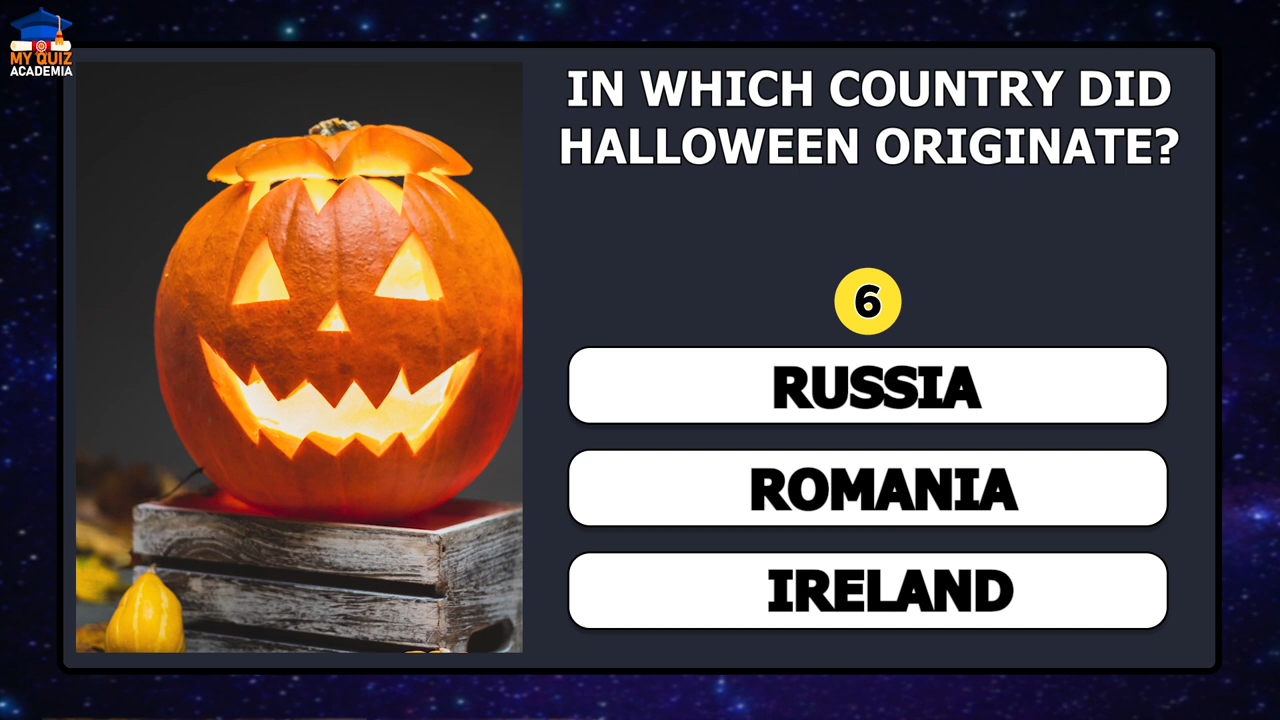 MY QUIZ
ACADEMIA
IN WHICH COUNTRY DID
HALLOWEEN ORIGINATE?
6
RUSSIA
ROMANIA
IRELAND